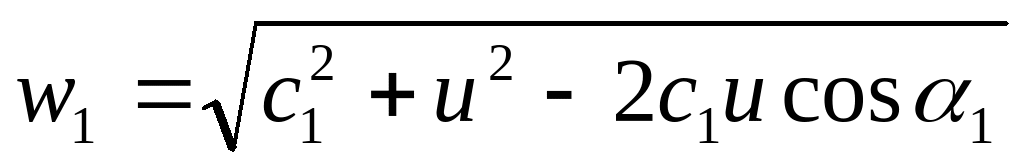 w₁ = √(c₁² + u² - 2c₁u cos α₁)